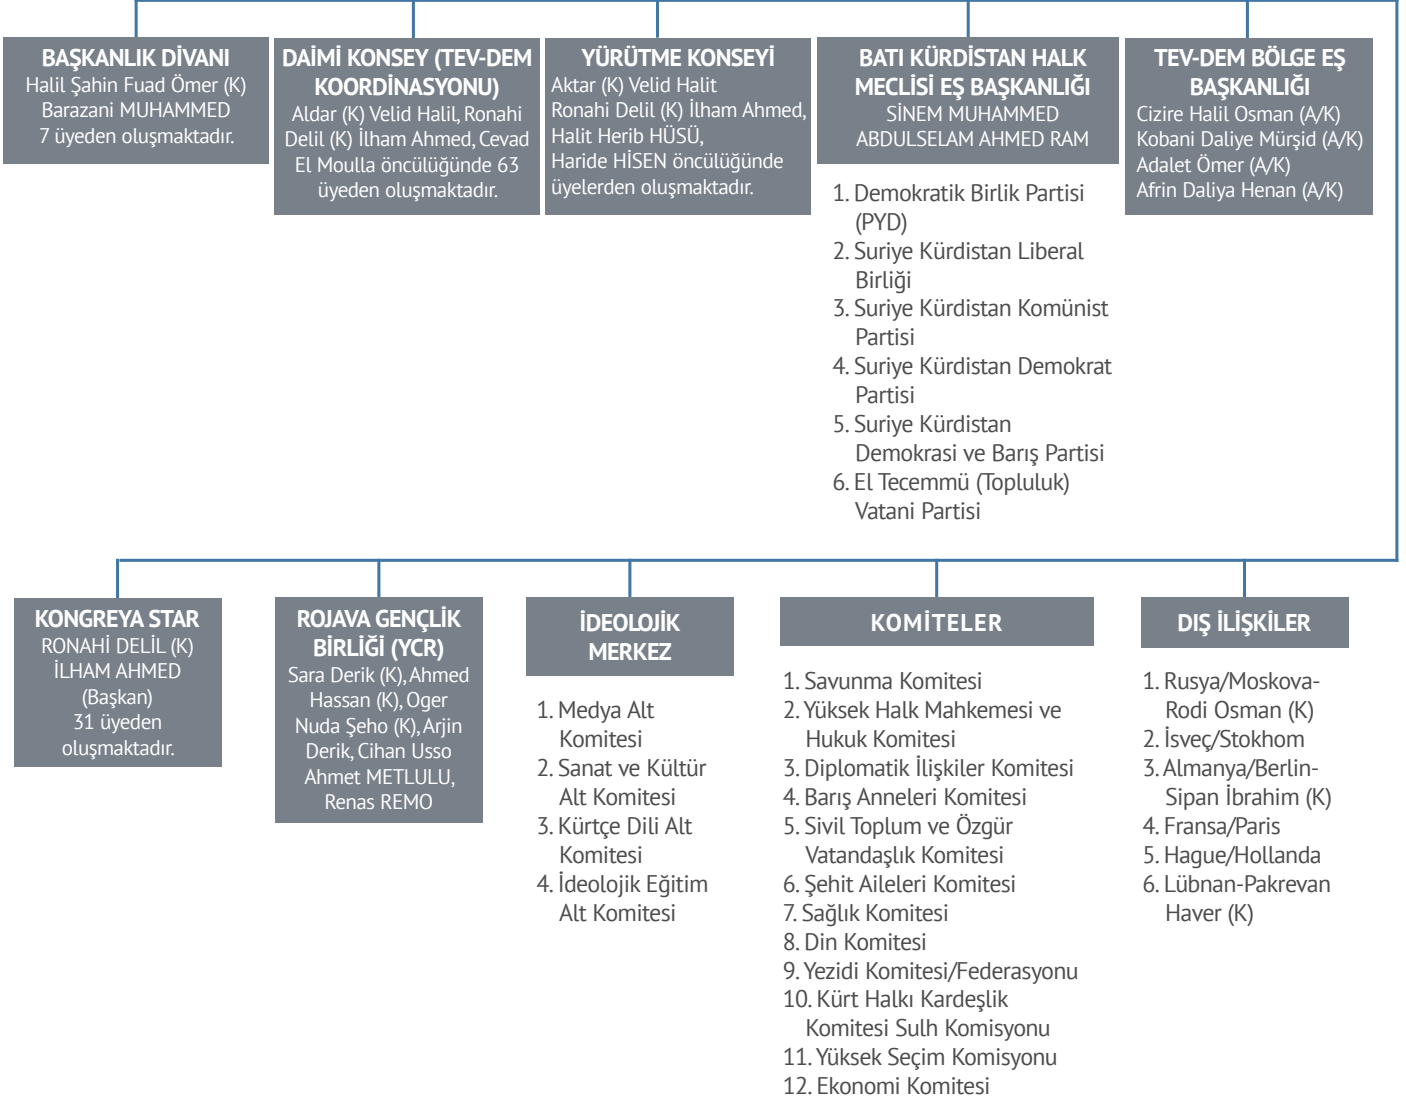 BAŞKANLIK DİVANI
Halil Şahin Fuad Ömer (K)
Barazani MUHAMMED
7 üyeden oluşmaktadır.
DAİMİ KONSEY (TEV-DEM
KOORDİNASYONU)
Aldar (K) Velid Halil, Ronahi
Delil (K) İlham Ahmed, Cevad
El Moulla öncülüğünde 63
üyeden oluşmaktadır.
YÜRÜTME KONSEYİ
Aktar (K) Velid Halit
Ronahi Delil (K) İlham Ahmed,
Halit Herib HÜSÜ,
Haride HİSEN öncülüğünde
üyelerden oluşmaktadır.
BATI KÜRDİSTAN HALK
MECLİSİ EŞ BAŞKANLIĞI
SİNEM MUHAMMED
ABDULSELAM AHMED RAM
1. Demokratik Birlik Partisi
(PYD)
2. Suriye Kürdistan Liberal
Birliği
3. Suriye Kürdistan Komünist
Partisi
4. Suriye Kürdistan Demokrat
Partisi
5. Suriye Kürdistan
Demokrasi ve Barış Partisi
6. El Tecemmü (Topluluk)
Vatani Partisi
TEV-DEM BÖLGE EŞ
BAŞKANLIĞI
Cizire Halil Osman (A/K)
Kobani Daliye Mürşid (A/K)
Adalet Ömer (A/K)
Afrin Daliya Henan (A/K)
KONGREYA STAR
RONAHİ DELİL (K)
İLHAM AHMED
(Başkan)
31 üyeden
oluşmaktadır.
ROJAVA GENÇLİK
BİRLİĞİ (YCR)
Sara Derik (K), Ahmed
Hassan (K), Oger
Nuda Şeho (K), Arjin
Derik, Cihan Usso
Ahmet METLULU,
Renas REMO
İDEOLOJİK
MERKEZ
1. Medya Alt
Komitesi
2. Sanat ve Kültür
Alt Komitesi
3. Kürtçe Dili Alt
Komitesi
4. İdeolojik Eğitim
Alt Komitesi
KOMİTELER
1. Savunma Komitesi
2. Yüksek Halk Mahkemesi ve
Hukuk Komitesi
3. Diplomatik İlişkiler Komitesi
4. Barış Anneleri Komitesi
5. Sivil Toplum ve Özgür
Vatandaşlık Komitesi
6. Şehit Aileleri Komitesi
7. Sağlık Komitesi
8. Din Komitesi
9. Yezidi Komitesi/Federasyonu
10. Kürt Halkı Kardeşlik
Komitesi Sulh Komisyonu
11. Yüksek Seçim Komisyonu
12. Ekonomi Komitesi
DIŞ İLİŞKİLER
1. Rusya/Moskova-
Rodi Osman (K)
2. İsveç/Stokhom
3. Almanya/Berlin-
Sipan İbrahim (K)
4. Fransa/Paris
5. Hague/Hollanda
6. Lübnan-Pakrevan
Haver (K)